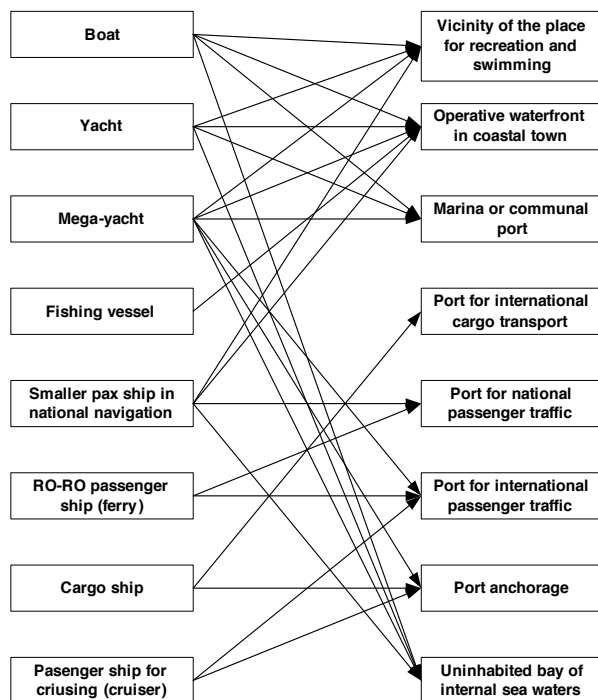 Boat
Yacht
Mega-yacht
Fishing vessel
Smaller pax ship in
national navigation
RO-RO passenger
ship (ferry)
Cargo ship
Pasenger ship for
criusing (cruiser)
Vicinity of the place
for recreation and
swimming
Operative waterfront
in coastal town
Marina or communal
port
Port for international
cargo transport
Port for national
passenger traffic
Port for international
passenger traffic
Port anchorage
Uninhabited bay of
internal sea waters